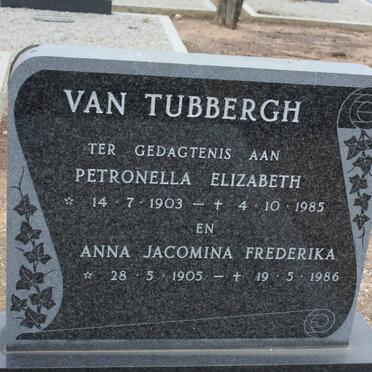 VAN TUBBERGH
TER GEDAGTENIS AAN
PETRONELLA ELIZABETH
☆ 14·7·1903 — ✝ 4·10·1985
EN
ANNA JACOMINA FREDERIKA
☆ 28·5·1905 — ✝ 19·5·1986